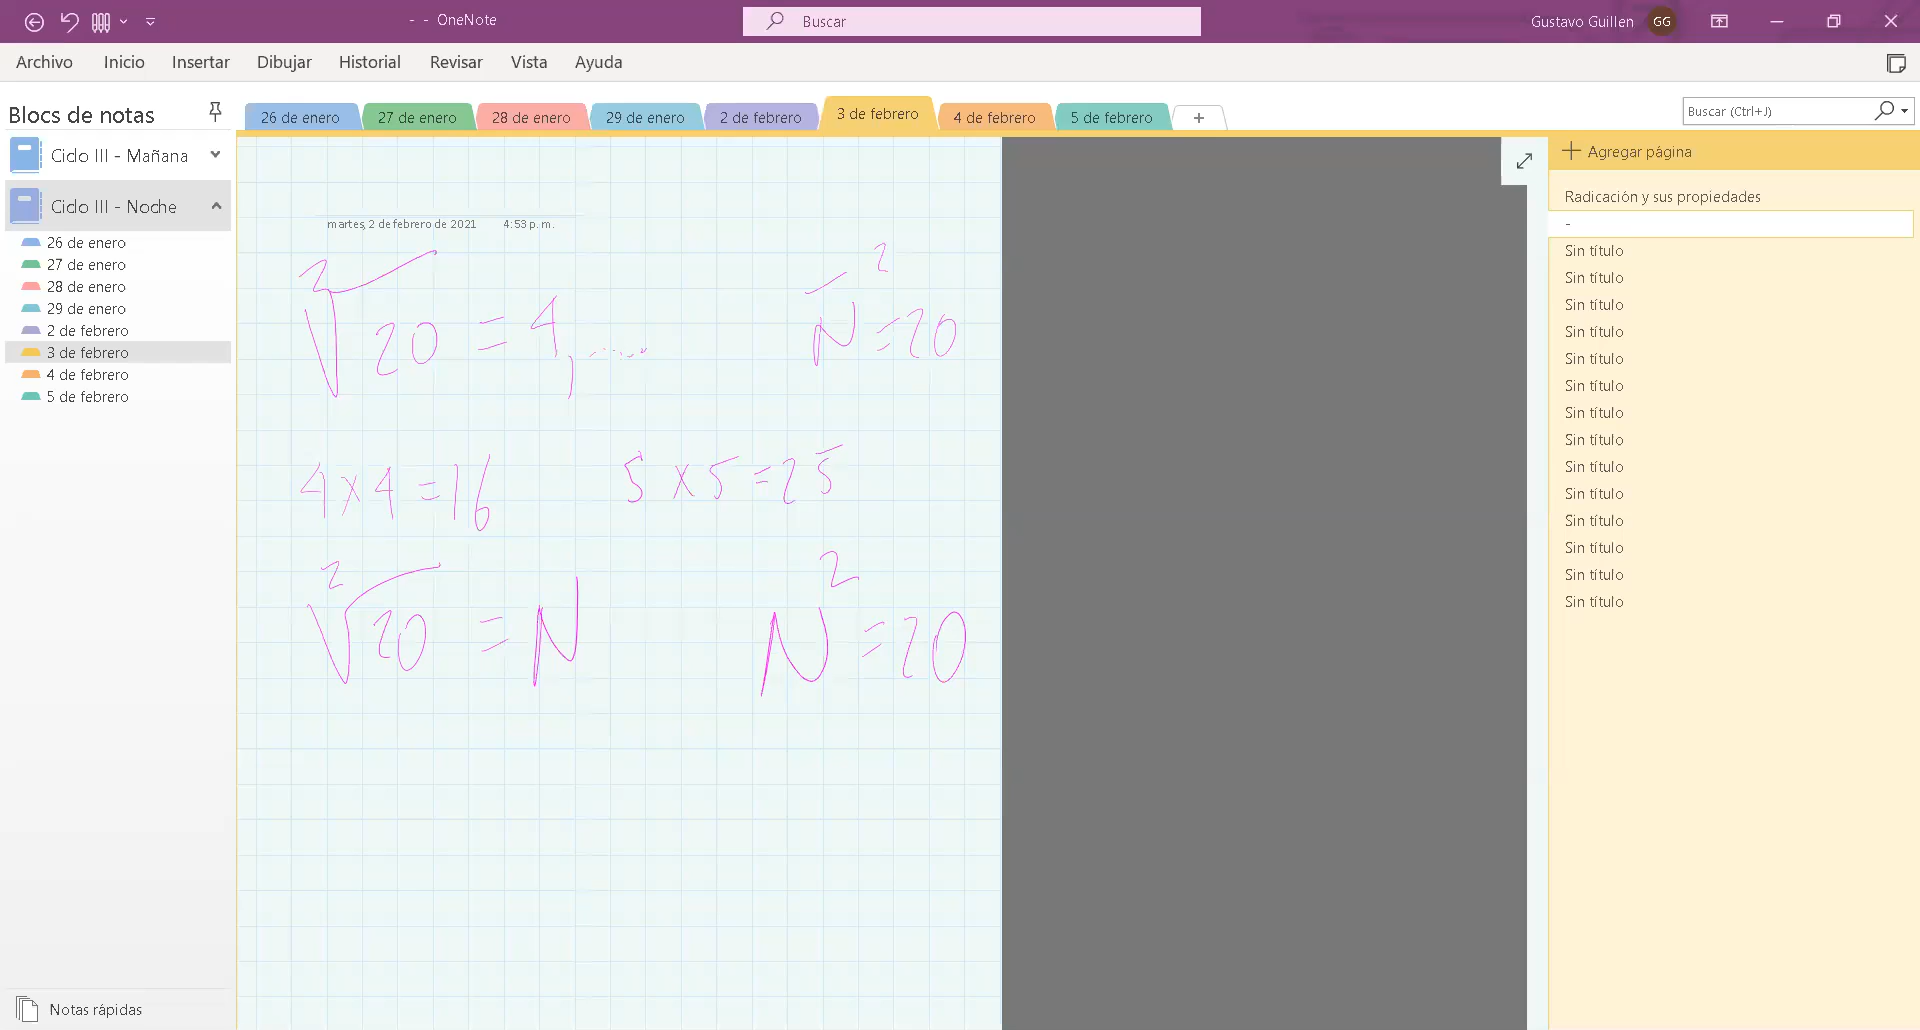 - - OneNote
Buscar
Gustavo Guillen
GG
Archivo Inicio Insertar Dibujar Historial Revisar Vista Ayuda
Blocs de notas
26 de enero 27 de enero 28 de enero 29 de enero 2 de febrero 3 de febrero 4 de febrero 5 de febrero +
Buscar (Ctrl+J)
Ciclo III - Mañana
Ciclo III - Noche
26 de enero
27 de enero
28 de enero
29 de enero
2 de febrero
3 de febrero
4 de febrero
5 de febrero
Notas rápidas
martes, 2 de febrero de 2021 4:53 p. m.
²√20 = 4,...... N² = 20
4 x 4 = 16 5 x 5 = 25
²√20 = N N² = 20
Agregar página
Radicación y sus propiedades
-
Sin título
Sin título
Sin título
Sin título
Sin título
Sin título
Sin título
Sin título
Sin título
Sin título
Sin título
Sin título
Sin título
Sin título